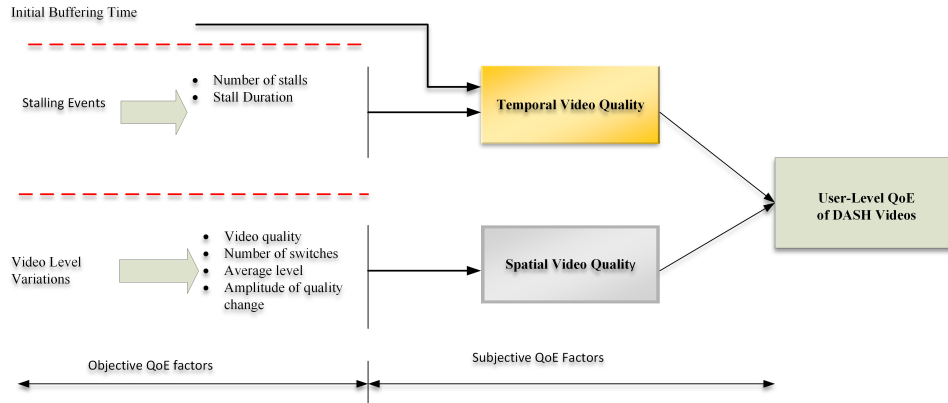 Initial Buffering Time
Stalling Events
• Number of stalls
• Stall Duration
Temporal Video Quality
User-Level QoE
of DASH Videos
Video Level
Variations
• Video quality
• Number of switches
• Average level
• Amplitude of quality
change
Spatial Video Quality
Objective QoE factors
Subjective QoE Factors